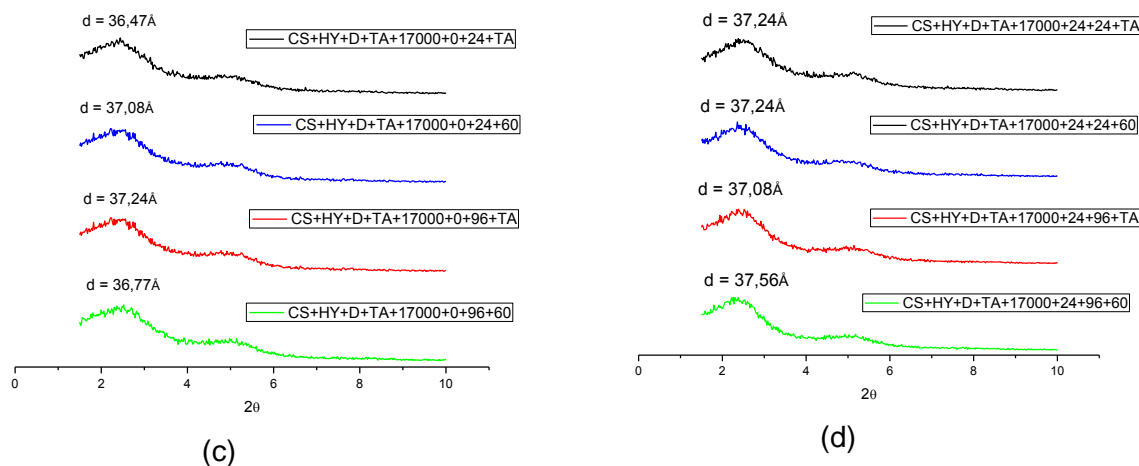 d = 36,47Å
CS+HY+D+TA+17000+0+24+TA
d = 37,08Å
CS+HY+D+TA+17000+0+24+60
d = 37,24Å
CS+HY+D+TA+17000+0+96+TA
d = 36,77Å
CS+HY+D+TA+17000+0+96+60
0 2 4 6 8 10
2θ
(c)
d = 37,24Å
CS+HY+D+TA+17000+24+24+TA
d = 37,24Å
CS+HY+D+TA+17000+24+24+60
d = 37,08Å
CS+HY+D+TA+17000+24+96+TA
d = 37,56Å
CS+HY+D+TA+17000+24+96+60
0 2 4 6 8 10
2θ
(d)